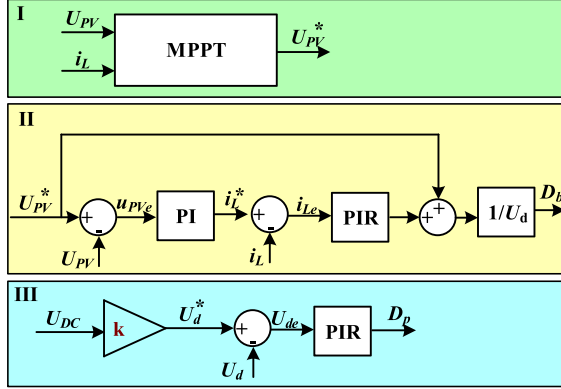 I
U_PV
i_L
MPPT
U_PV^*
II
U_PV^*
+
-
U_PV
u_PVe
PI
i_L^*
+
-
i_L
i_Le
PIR
+
+
1/U_d
D_b
III
U_DC
k
U_d^*
+
-
U_d
U_de
PIR
D_p